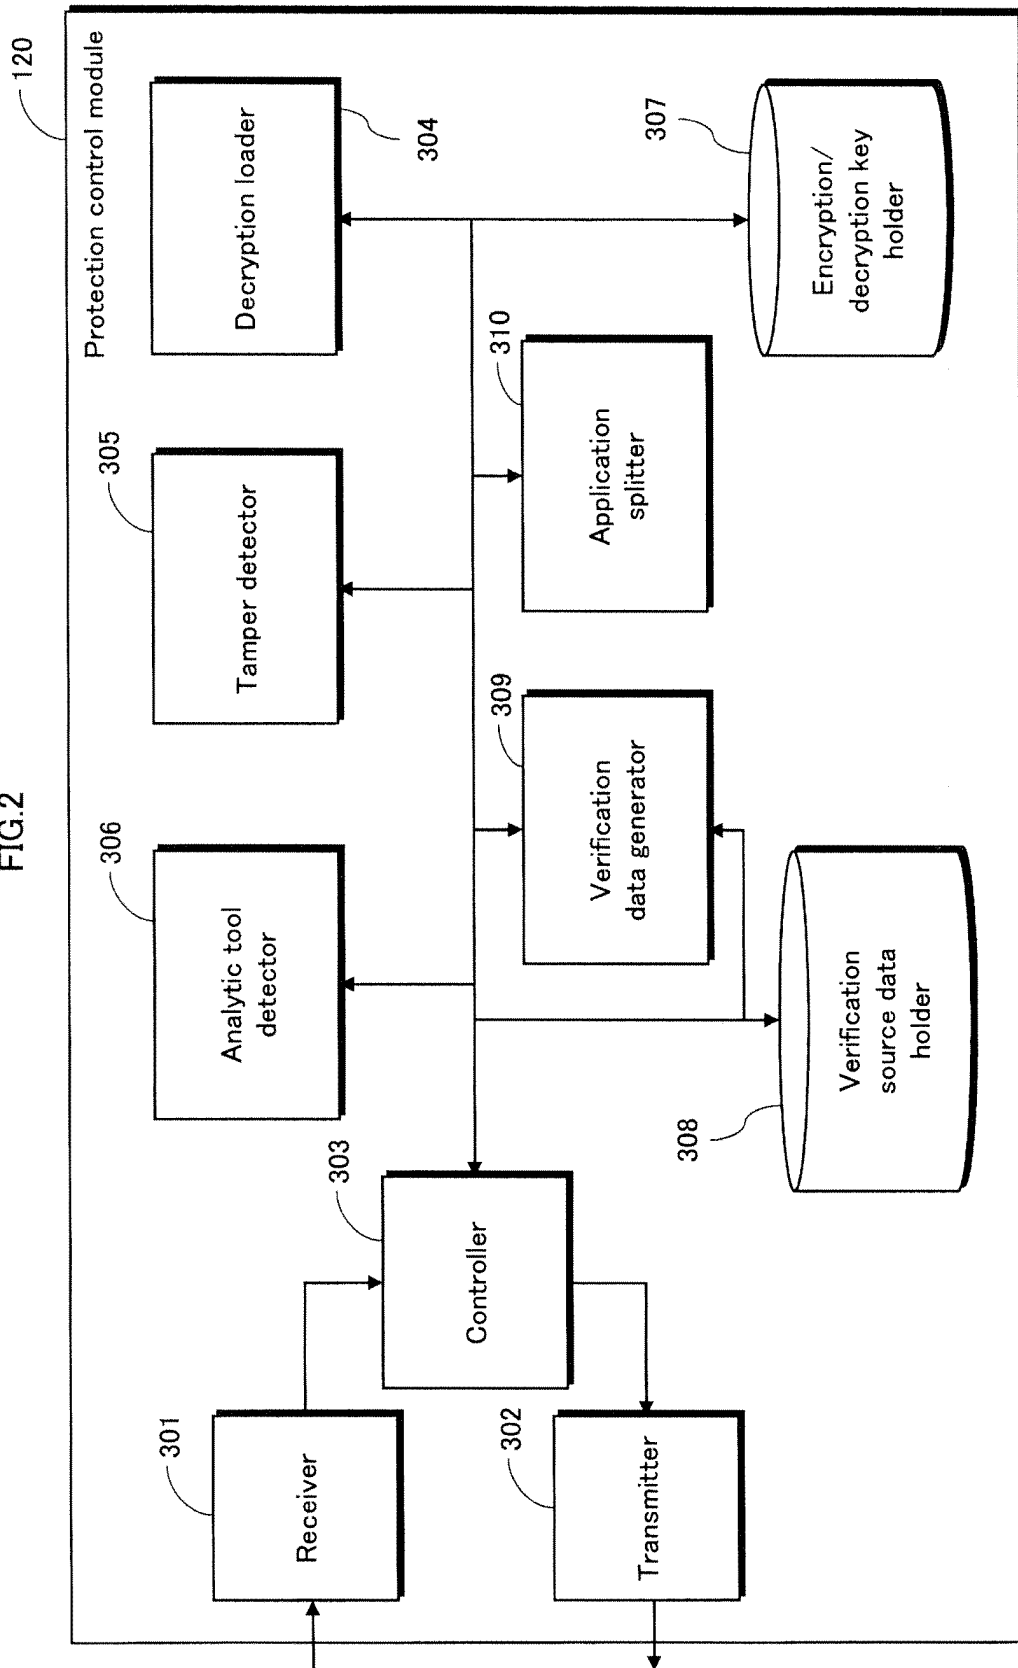 FIG.2
120
Protection control module
301
Receiver
302
Transmitter
303
Controller
306
Analytic tool
detector
305
Tamper detector
304
Decryption loader
309
Verification
data generator
310
Application
splitter
308
Verification
source data
holder
307
Encryption/
decryption key
holder